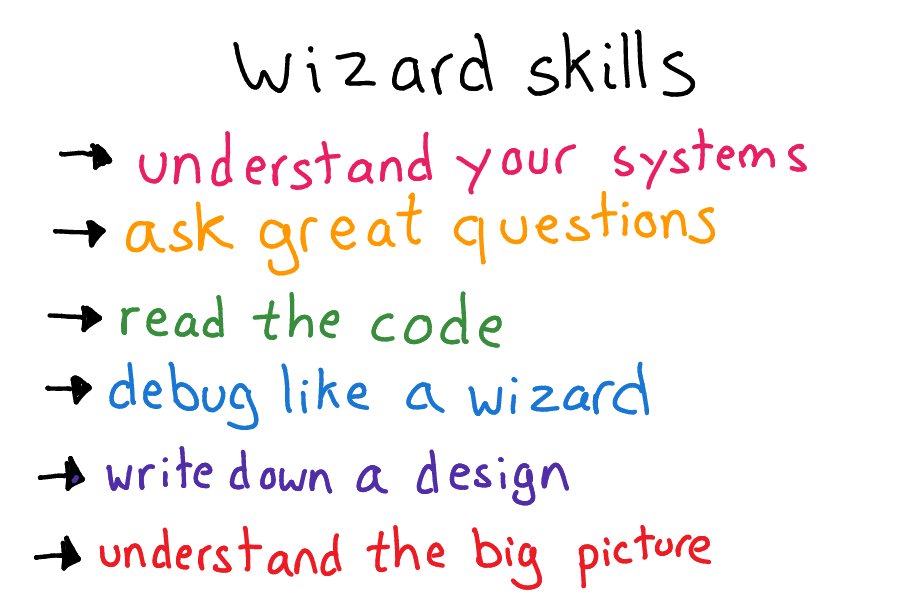 wizard skills
→ understand your systems
→ ask great questions
→ read the code
→ debug like a wizard
→ write down a design
→ understand the big picture